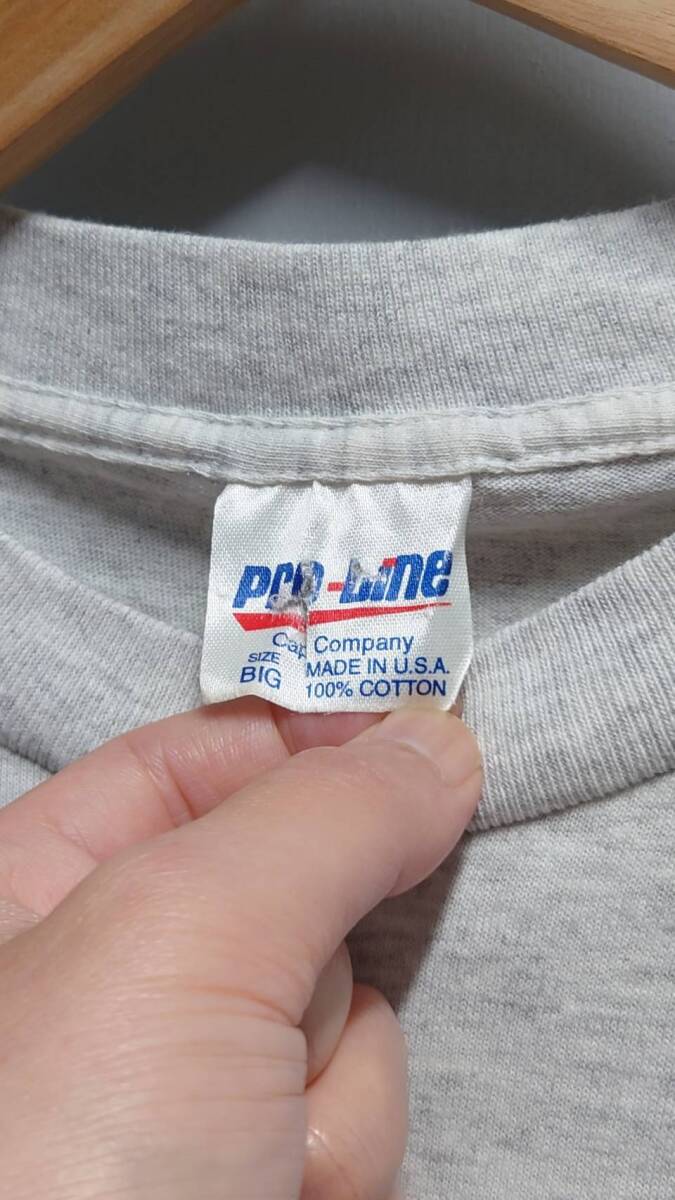 PRO-LINE
Cap Company
SIZE MADE IN U.S.A.
BIG 100% COTTON